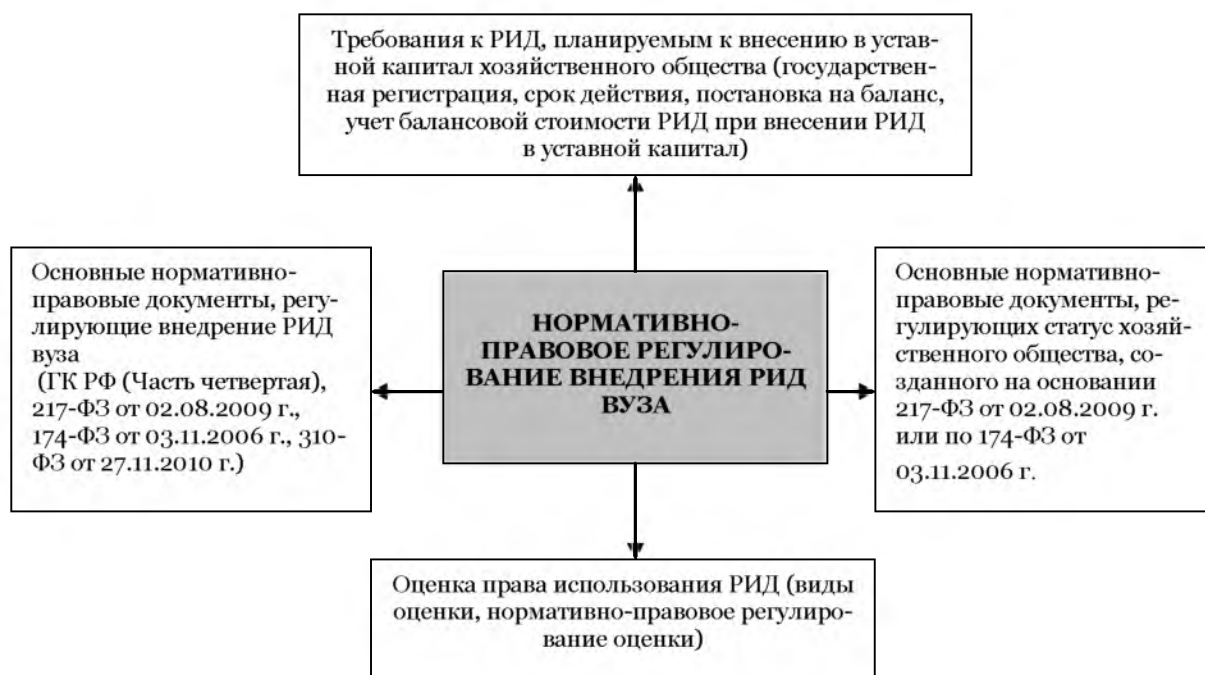 Требования к РИД, планируемым к внесению в устав-
ной капитал хозяйственного общества (государствен-
ная регистрация, срок действия, постановка на баланс,
учет балансовой стоимости РИД при внесении РИД
в уставной капитал)
Основные нормативно-
правовые документы, регу-
лирующие внедрение РИД
вуза
(ГК РФ (Часть четвертая),
217-ФЗ от 02.08.2009 г.,
174-ФЗ от 03.11.2006 г., 310-
ФЗ от 27.11.2010 г.)
НОРМАТИВНО-
ПРАВОВОЕ РЕГУЛИРО-
ВАНИЕ ВНЕДРЕНИЯ РИД
ВУЗА
Основные нормативно-
правовые документы, ре-
гулирующих статус хозяй-
ственного общества, со-
зданного на основании
217-ФЗ от 02.08.2009 г.
или по 174-ФЗ от
03.11.2006 г.
Оценка права использования РИД (виды
оценки, нормативно-правовое регулиро-
вание оценки)